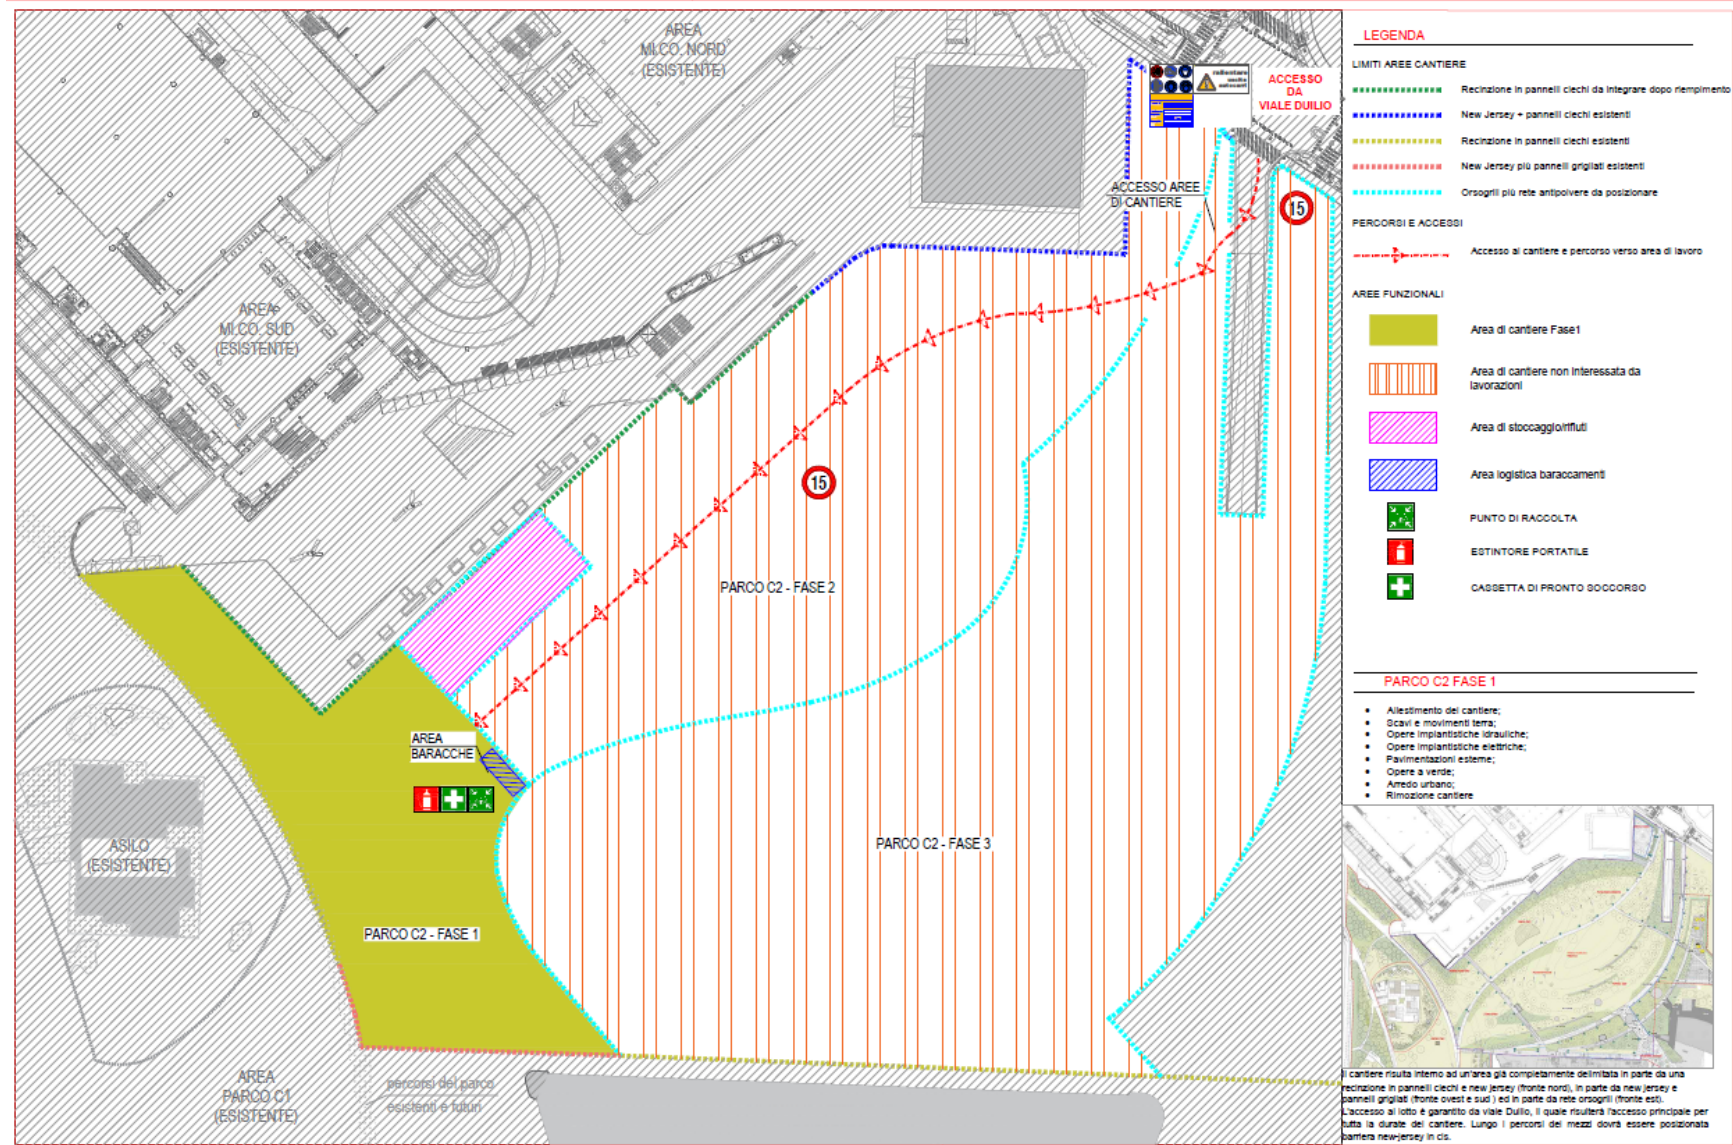 AREA
MI.CO. NORD
(ESISTENTE)
ACCESSO
DA
VIALE DUILIO
rallentare
uscita
automezzi
ACCESSO AREE
DI CANTIERE
15
AREA
MI.CO. SUD
(ESISTENTE)
15
PARCO C2 - FASE 2
AREA
BARACCHE
ASILO
(ESISTENTE)
PARCO C2 - FASE 3
PARCO C2 - FASE 1
AREA
PARCO C1
(ESISTENTE)
percorsi del parco
esistenti e futuri
LEGENDA
LIMITI AREE CANTIERE
Recinzione in pannelli ciechi da integrare dopo riempimento
New Jersey + pannelli ciechi esistenti
Recinzione in pannelli ciechi esistenti
New Jersey più pannelli grigliati esistenti
Orsogrill più rete antipolvere da posizionare
PERCORSI E ACCESSI
Accesso al cantiere e percorso verso area di lavoro
AREE FUNZIONALI
Area di cantiere Fase1
Area di cantiere non interessata da
lavorazioni
Area di stoccaggio/rifiuti
Area logistica baraccamenti
PUNTO DI RACCOLTA
ESTINTORE PORTATILE
CASSETTA DI PRONTO SOCCORSO
PARCO C2 FASE 1
• Allestimento del cantiere;
• Scavi e movimenti terra;
• Opere impiantistiche idrauliche;
• Opere impiantistiche elettriche;
• Pavimentazioni esterne;
• Opere a verde;
• Arredo urbano;
• Rimozione cantiere
Il cantiere risulta interno ad un'area già completamente delimitata in parte da una
recinzione in pannelli ciechi e new jersey (fronte nord), in parte da new jersey e
pannelli grigliati (fronte ovest e sud ) ed in parte da rete orsogrill (fronte est).
L'accesso al lotto è garantito da viale Duilio, il quale risulterà l'accesso principale per
tutta la durate del cantiere. Lungo i percorsi dei mezzi dovrà essere posizionata
barriera new-jersey in cls.